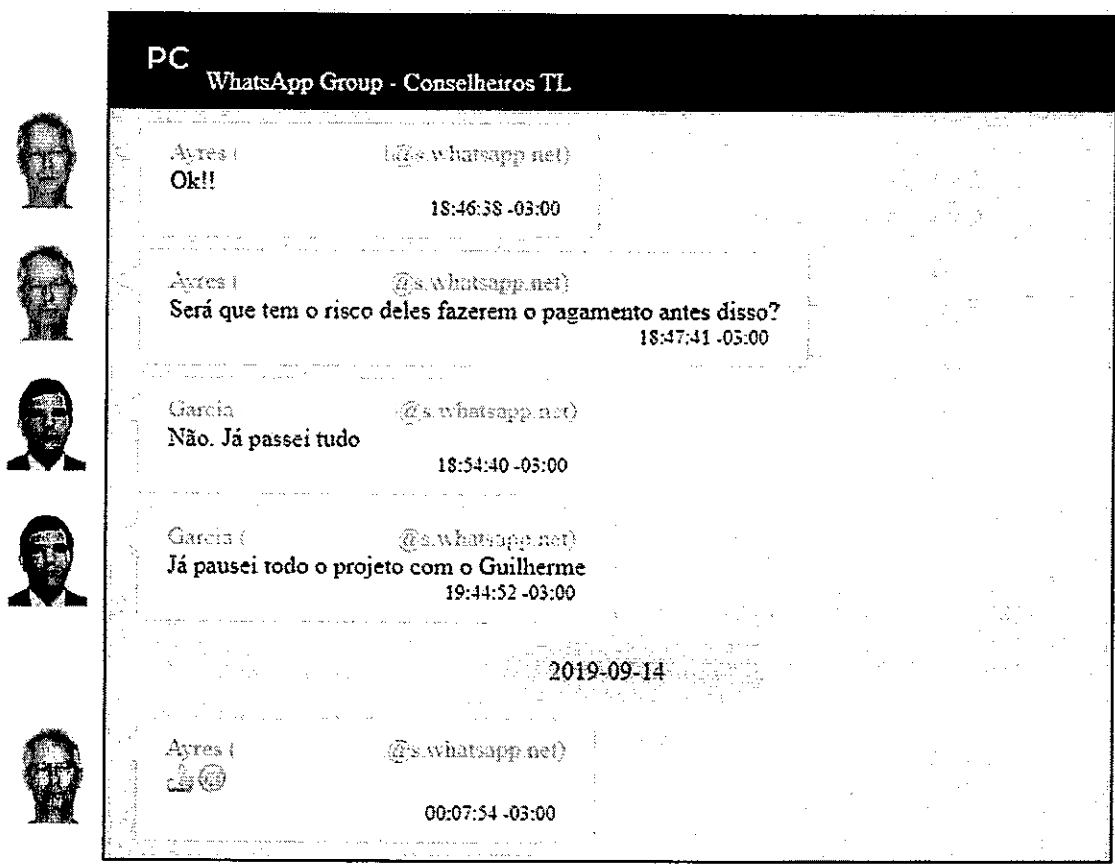 PC
WhatsApp Group - Conselheiros TL
Ayres ( @s.whatsapp.net)
Ok!!
18:46:38 -03:00
Ayres ( @s.whatsapp.net)
Será que tem o risco deles fazerem o pagamento antes disso?
18:47:41 -03:00
Garcia @s.whatsapp.net)
Não. Já passei tudo
18:54:40 -03:00
Garcia ( @s.whatsapp.net)
Já pausei todo o projeto com o Guilherme
19:44:52 -03:00
2019-09-14
Ayres ( @s.whatsapp.net)
00:07:54 -03:00